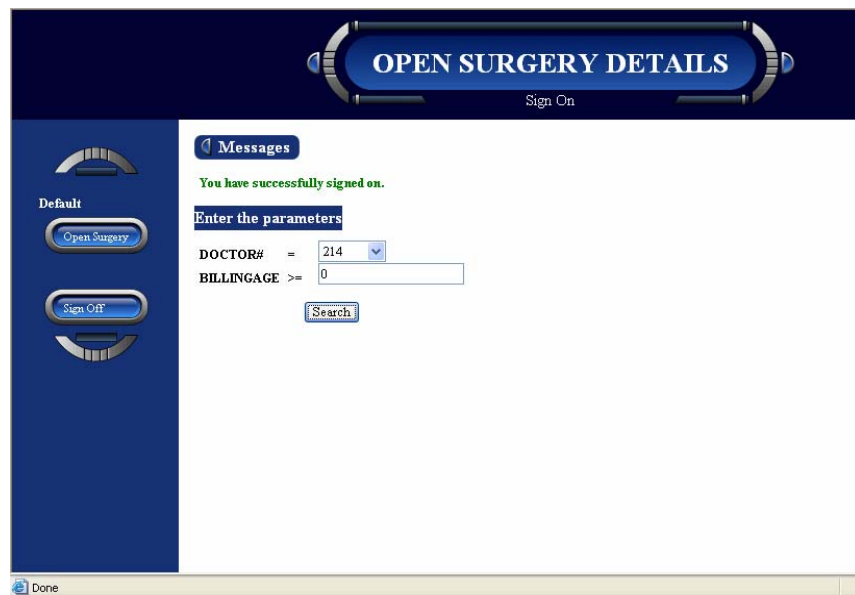 OPEN SURGERY DETAILS
Sign On
Messages
You have successfully signed on.
Default
Open Surgery
Sign Off
Enter the parameters
DOCTOR# = 214
BILLINGAGE >= 0
Search
Done